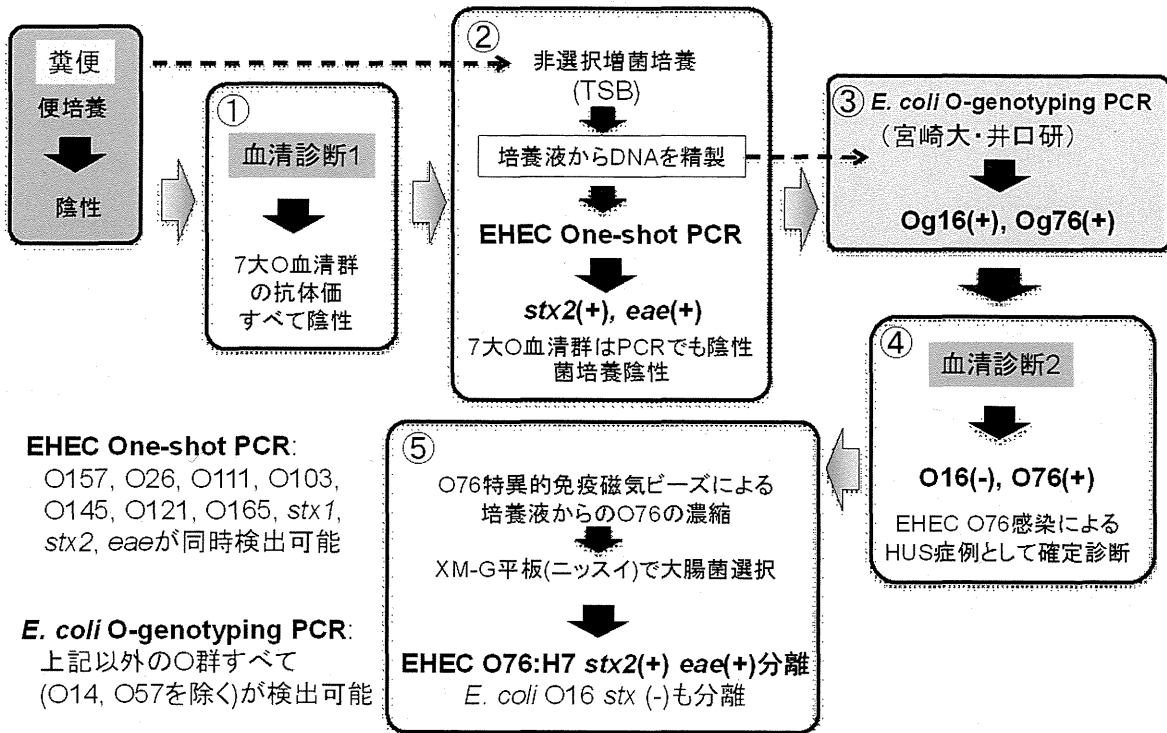 糞便
便培養
陰性
①
血清診断1
7大O血清群
の抗体価
すべて陰性
②
非選択増菌培養
(TSB)
培養液からDNAを精製
EHEC One-shot PCR
stx2(+), eae(+)
7大O血清群はPCRでも陰性
菌培養陰性
③ E. coli O-genotyping PCR
（宮崎大・井口研）
Og16(+), Og76(+)
④
血清診断2
O16(-), O76(+)
EHEC O76感染による
HUS症例として確定診断
⑤
O76特異的免疫磁気ビーズによる
培養液からのO76の濃縮
XM-G平板(ニッスイ)で大腸菌選択
EHEC O76:H7 stx2(+) eae(+)分離
E. coli O16 stx (-)も分離
EHEC One-shot PCR:
O157, O26, O111, O103,
O145, O121, O165, stx1,
stx2, eaeが同時検出可能
E. coli O-genotyping PCR:
上記以外のO群すべて
(O14, O57を除く)が検出可能